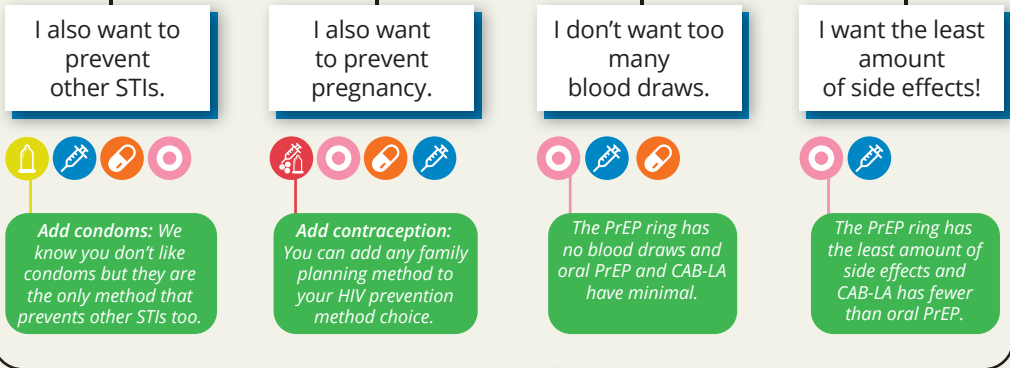 I also want to
prevent
other STIs.
I also want
to prevent
pregnancy.
I don't want too
many
blood draws.
I want the least
amount
of side effects!
Add condoms: We
know you don't like
condoms but they are
the only method that
prevents other STIs too.
Add contraception:
You can add any family
planning method to
your HIV prevention
method choice.
The PrEP ring has
no blood draws and
oral PrEP and CAB-LA
have minimal.
The PrEP ring has
the least amount of
side effects and
CAB-LA has fewer
than oral PrEP.